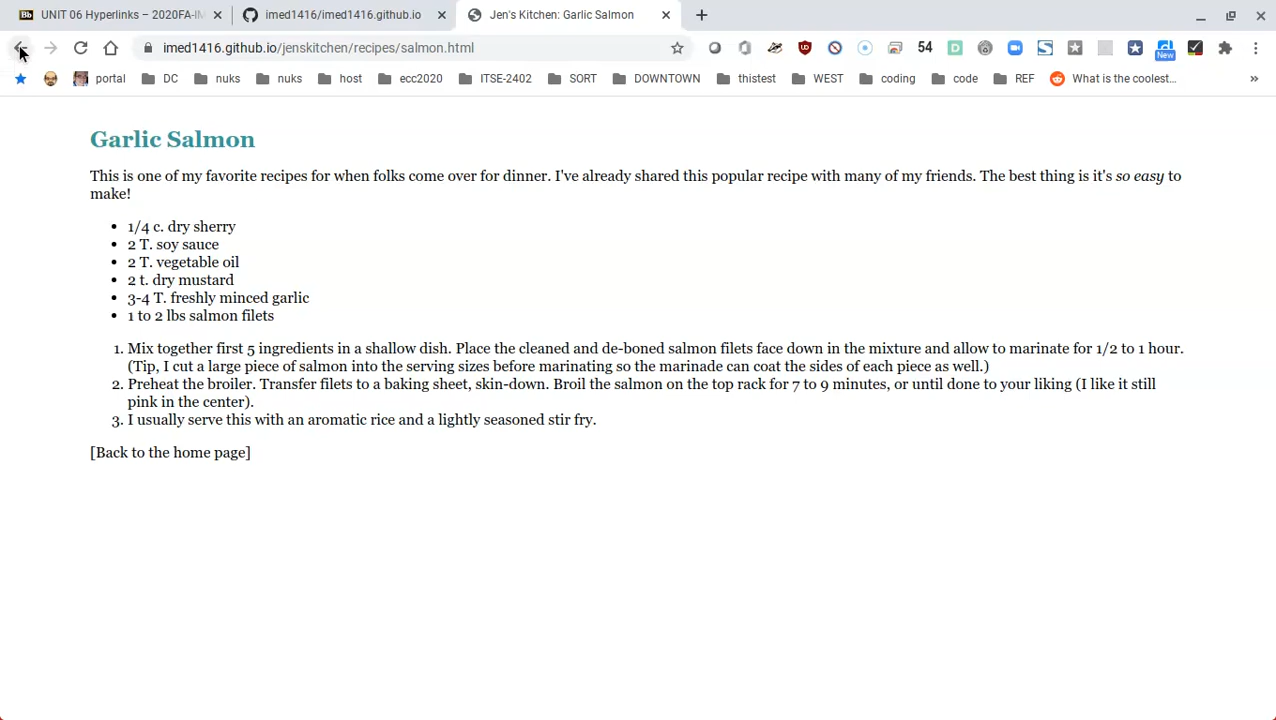 UNIT 06 Hyperlinks – 2020FA-IM
imed1416/imed1416.github.io
Jen's Kitchen: Garlic Salmon
imed1416.github.io/jenskitchen/recipes/salmon.html
54
New
portal
DC
nuks
nuks
host
ecc2020
ITSE-2402
SORT
DOWNTOWN
thistest
WEST
coding
code
REF
What is the coolest...
Garlic Salmon
This is one of my favorite recipes for when folks come over for dinner. I've already shared this popular recipe with many of my friends. The best thing is it's so easy to
make!
• 1/4 c. dry sherry
• 2 T. soy sauce
• 2 T. vegetable oil
• 2 t. dry mustard
• 3-4 T. freshly minced garlic
• 1 to 2 lbs salmon filets
1. Mix together first 5 ingredients in a shallow dish. Place the cleaned and de-boned salmon filets face down in the mixture and allow to marinate for 1/2 to 1 hour.
(Tip, I cut a large piece of salmon into the serving sizes before marinating so the marinade can coat the sides of each piece as well.)
2. Preheat the broiler. Transfer filets to a baking sheet, skin-down. Broil the salmon on the top rack for 7 to 9 minutes, or until done to your liking (I like it still
pink in the center).
3. I usually serve this with an aromatic rice and a lightly seasoned stir fry.
[Back to the home page]